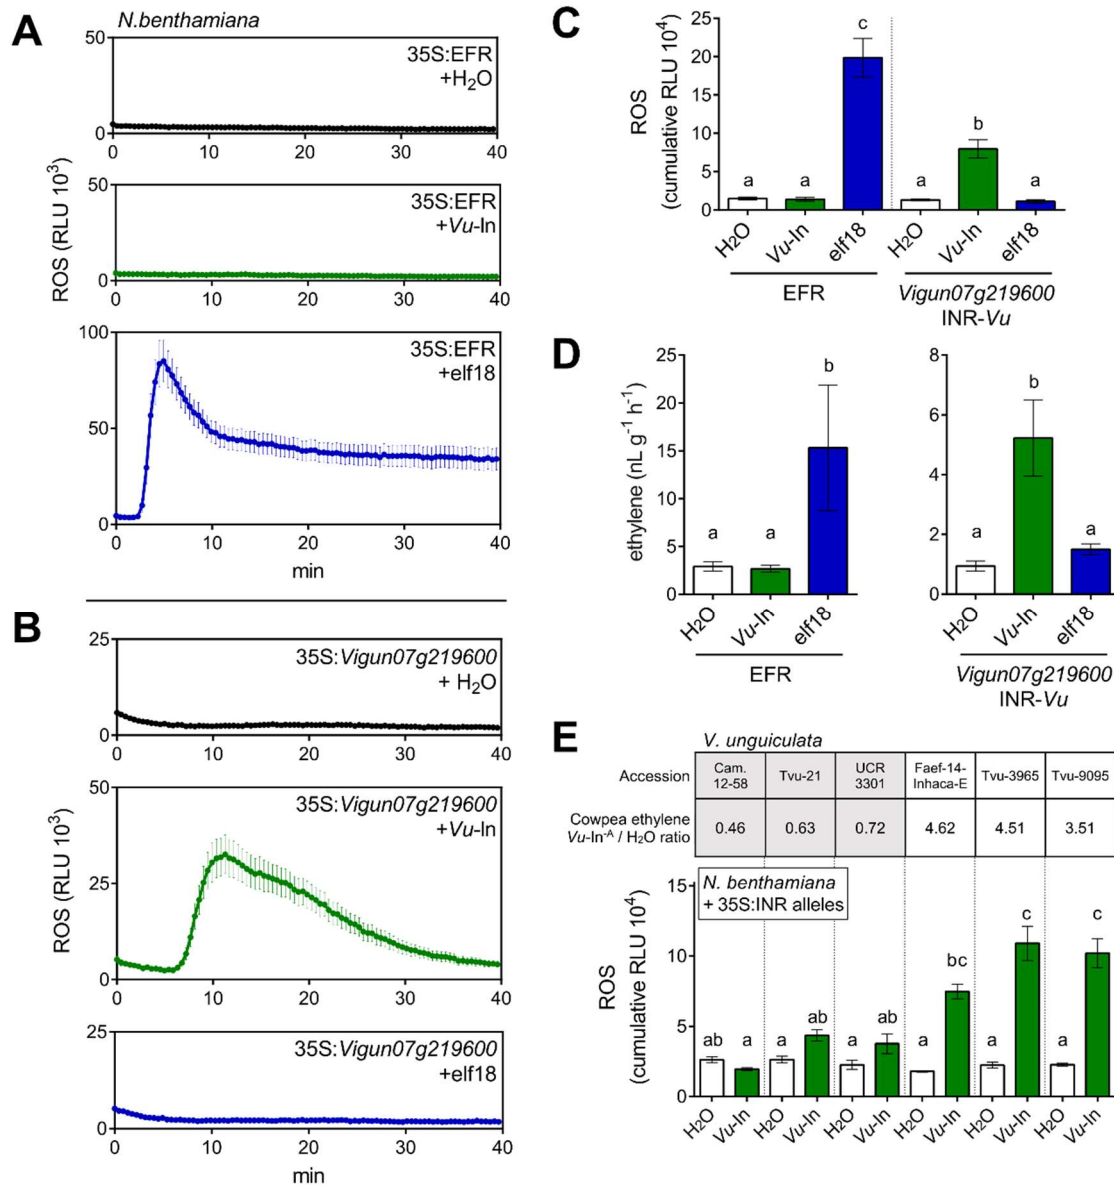 A
N.benthamiana
50
0
35S:EFR
+H2O
0 10 20 30 40
ROS (RLU 10³)
50
0
35S:EFR
+Vu-In
0 10 20 30 40
100
50
0
35S:EFR
+elf18
0 10 20 30 40
min
B
25
0
35S:Vigun07g219600
+ H2O
0 10 20 30 40
ROS (RLU 10³)
50
25
0
35S:Vigun07g219600
+Vu-In
0 10 20 30 40
25
0
35S:Vigun07g219600
+elf18
0 10 20 30 40
min
C
ROS
(cumulative RLU 10⁴)
25
20
15
10
5
0
a a c a b a
H2O Vu-In elf18 H2O Vu-In elf18
EFR
Vigun07g219600
INR-Vu
D
ethylene (nL g⁻¹ h⁻¹)
25
20
15
10
5
0
a a b
H2O Vu-In elf18
EFR
8
6
4
2
0
a b a
H2O Vu-In elf18
Vigun07g219600
INR-Vu
E
V. unguiculata
Accession
Cam.
12-58
Tvu-21
UCR
3301
Faef-14-
Inhaca-E
Tvu-3965
Tvu-9095
Cowpea ethylene
Vu-In⁻ᴬ / H2O ratio
0.46 0.63 0.72 4.62 4.51 3.51
N. benthamiana
+ 35S:INR alleles
ROS
(cumulative RLU 10⁴)
15
10
5
0
ab a a ab a ab a bc a c a c
H2O Vu-In H2O Vu-In H2O Vu-In H2O Vu-In H2O Vu-In H2O Vu-In